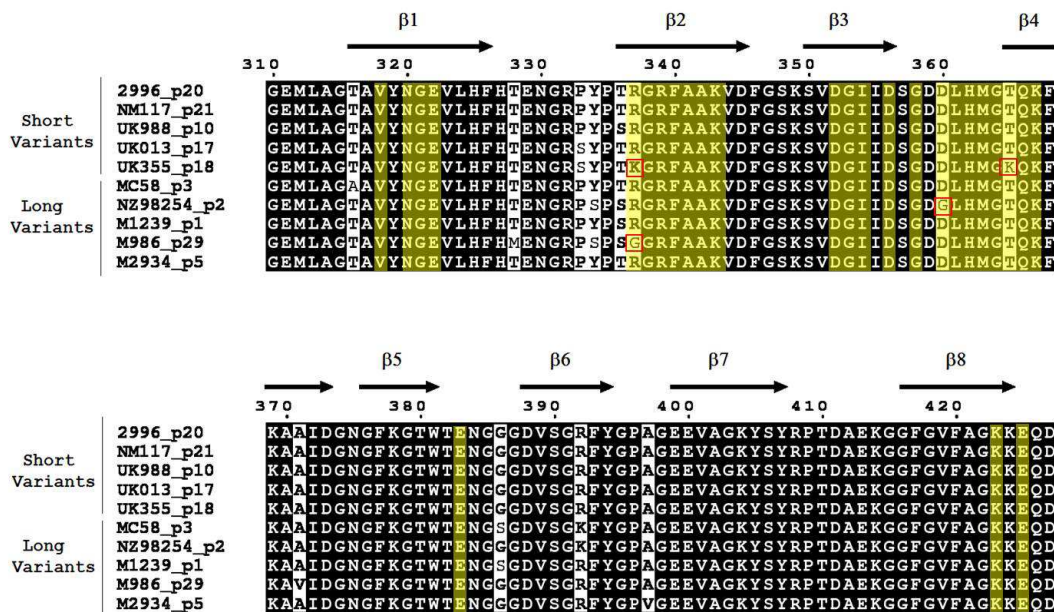 β1 β2 β3 β4
310 320 330 340 350 360
Short Variants
2996_p20 GEMLAGTAVYNGEVLHFHTENGRPYPTRGRFAAKVDFGSKSVDGIIDSGDDLHMGTQKF
NM117_p21 GEMLAGTAVYNGEVLHFHTENGRPYPTRGRFAAKVDFGSKSVDGIIDSGDDLHMGTQKF
UK988_p10 GEMLAGTAVYNGEVLHFHTENGRPYPSRGRFAAKVDFGSKSVDGIIDSGDDLHMGTQKF
UK013_p17 GEMLAGTAVYNGEVLHFHTENGRSYPTRGRFAAKVDFGSKSVDGIIDSGDDLHMGTQKF
UK355_p18 GEMLAGTAVYNGEVLHFHTENGRSYPTKGRFAAKVDFGSKSVDGIIDSGDDLHMGKQKF
Long Variants
MC58_p3 GEMLAGAAVYNGEVLHFHTENGRPYPTRGRFAAKVDFGSKSVDGIIDSGDDLHMGTQKF
NZ98254_p2 GEMLAGTAVYNGEVLHFHTENGRPSPSRGRFAAKVDFGSKSVDGIIDSGDGLHMGTQKF
M1239_p1 GEMLAGTAVYNGEVLHFHTENGRPYPSRGRFAAKVDFGSKSVDGIIDSGDDLHMGTQKF
M986_p29 GEMLAGTAVYNGEVLHFHMENGRPSPSGGRFAAKVDFGSKSVDGIIDSGDDLHMGTQKF
M2934_p5 GEMLAGTAVYNGEVLHFHTENGRPYPTRGRFAAKVDFGSKSVDGIIDSGDDLHMGTQKF
β5 β6 β7 β8
370 380 390 400 410 420
Short Variants
2996_p20 KAAIDGNGFKGTWTENGGGDVSGRFYGPAGEEVAGKYSYRPTDAEKGGFGVFAGKKEQD
NM117_p21 KAAIDGNGFKGTWTENGGGDVSGRFYGPAGEEVAGKYSYRPTDAEKGGFGVFAGKKEQD
UK988_p10 KAAIDGNGFKGTWTENGGGDVSGRFYGPAGEEVAGKYSYRPTDAEKGGFGVFAGKKEQD
UK013_p17 KAAIDGNGFKGTWTENGGGDVSGRFYGPAGEEVAGKYSYRPTDAEKGGFGVFAGKKEQD
UK355_p18 KAAIDGNGFKGTWTENGGGDVSGRFYGPAGEEVAGKYSYRPTDAEKGGFGVFAGKKEQD
Long Variants
MC58_p3 KAAIDGNGFKGTWTENGSGDVSGKFYGPAGEEVAGKYSYRPTDAEKGGFGVFAGKKEQD
NZ98254_p2 KAAIDGNGFKGTWTENGGGDVSGKFYGPAGEEVAGKYSYRPTDAEKGGFGVFAGKKEQD
M1239_p1 KAAIDGNGFKGTWTENGSGDVSGRFYGPAGEEVAGKYSYRPTDAEKGGFGVFAGKKEQD
M986_p29 KAVIDGNGFKGTWTENGGGDVSGRFYGPAGEEVAGKYSYRPTDAEKGGFGVFAGKKEQD
M2934_p5 KAAIDGNGFKGTWTENGGGDVSGRFYGPVGEEVAGKYSYRPTDAEKGGFGVFAGKKEQD